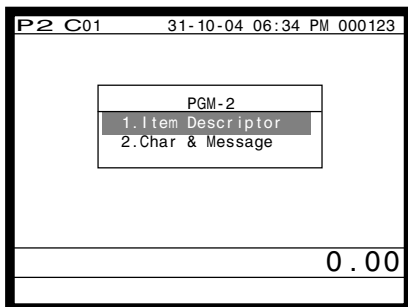 P2 C01 31-10-04 06:34 PM 000123
PGM-2
1.Item Descriptor
2.Char & Message
0.00